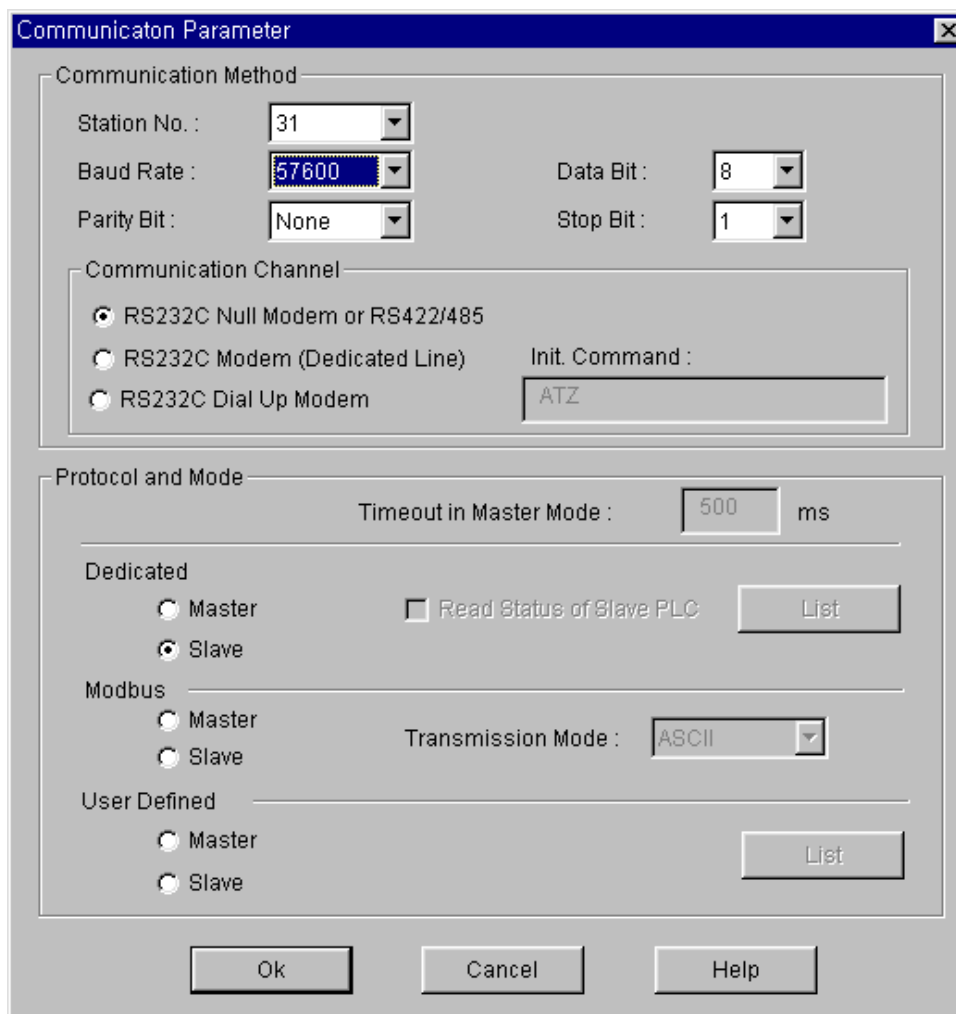 Communicaton Parameter
Communication Method
Station No. : 31
Baud Rate : 57600 Data Bit : 8
Parity Bit : None Stop Bit : 1
Communication Channel
RS232C Null Modem or RS422/485
RS232C Modem (Dedicated Line) Init. Command :
RS232C Dial Up Modem ATZ
Protocol and Mode
Timeout in Master Mode : 500 ms
Dedicated
Master Read Status of Slave PLC List
Slave
Modbus
Master
Transmission Mode : ASCII
Slave
User Defined
Master
List
Slave
Ok Cancel Help